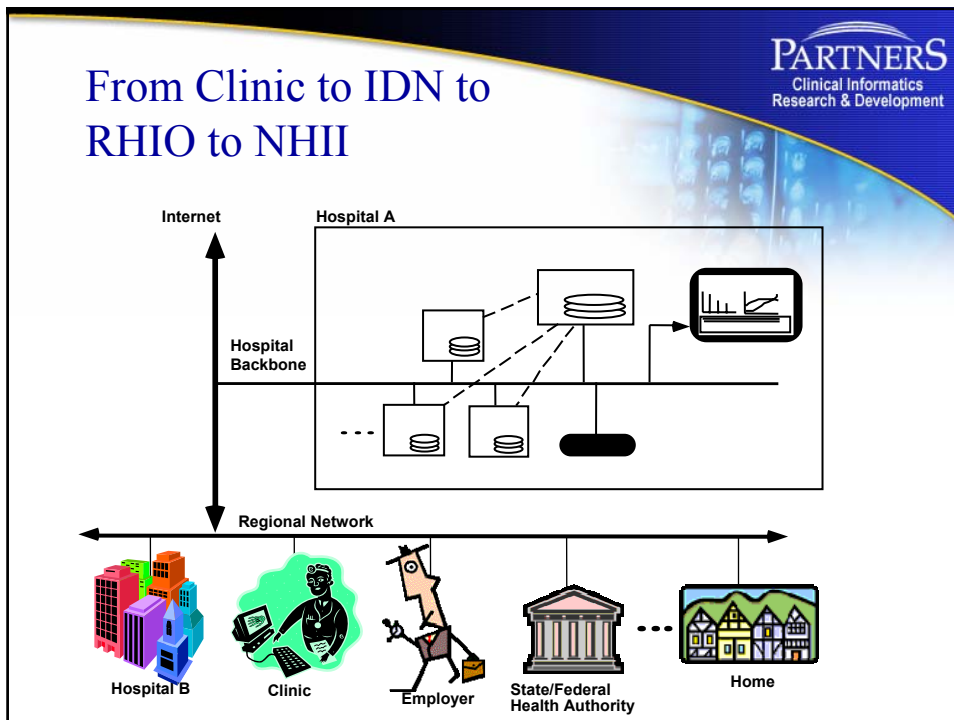 PARTNERS
Clinical Informatics
Research & Development
From Clinic to IDN to
RHIO to NHII
Internet
Hospital A
Hospital
Backbone
Regional Network
Hospital B
Clinic
Employer
State/Federal
Health Authority
Home